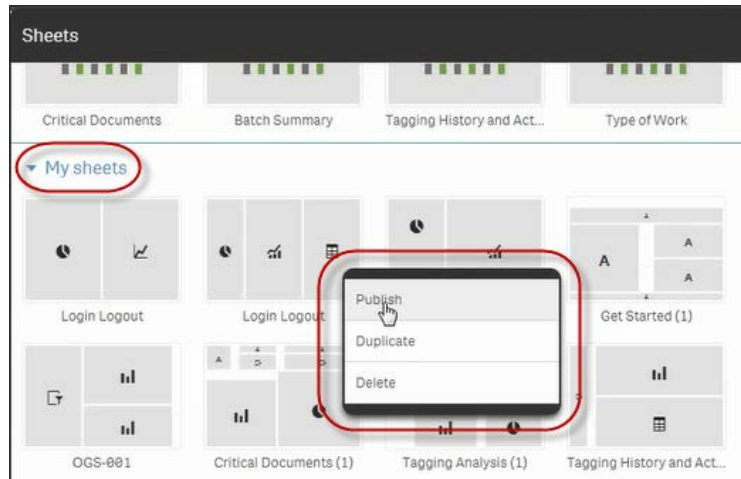 Sheets
Critical Documents
Batch Summary
Tagging History and Act...
Type of Work
My sheets
Login Logout
Login Logout
A
A
A
Get Started (1)
Publish
Duplicate
Delete
A
OGS-001
Critical Documents (1)
Tagging Analysis (1)
Tagging History and Act...